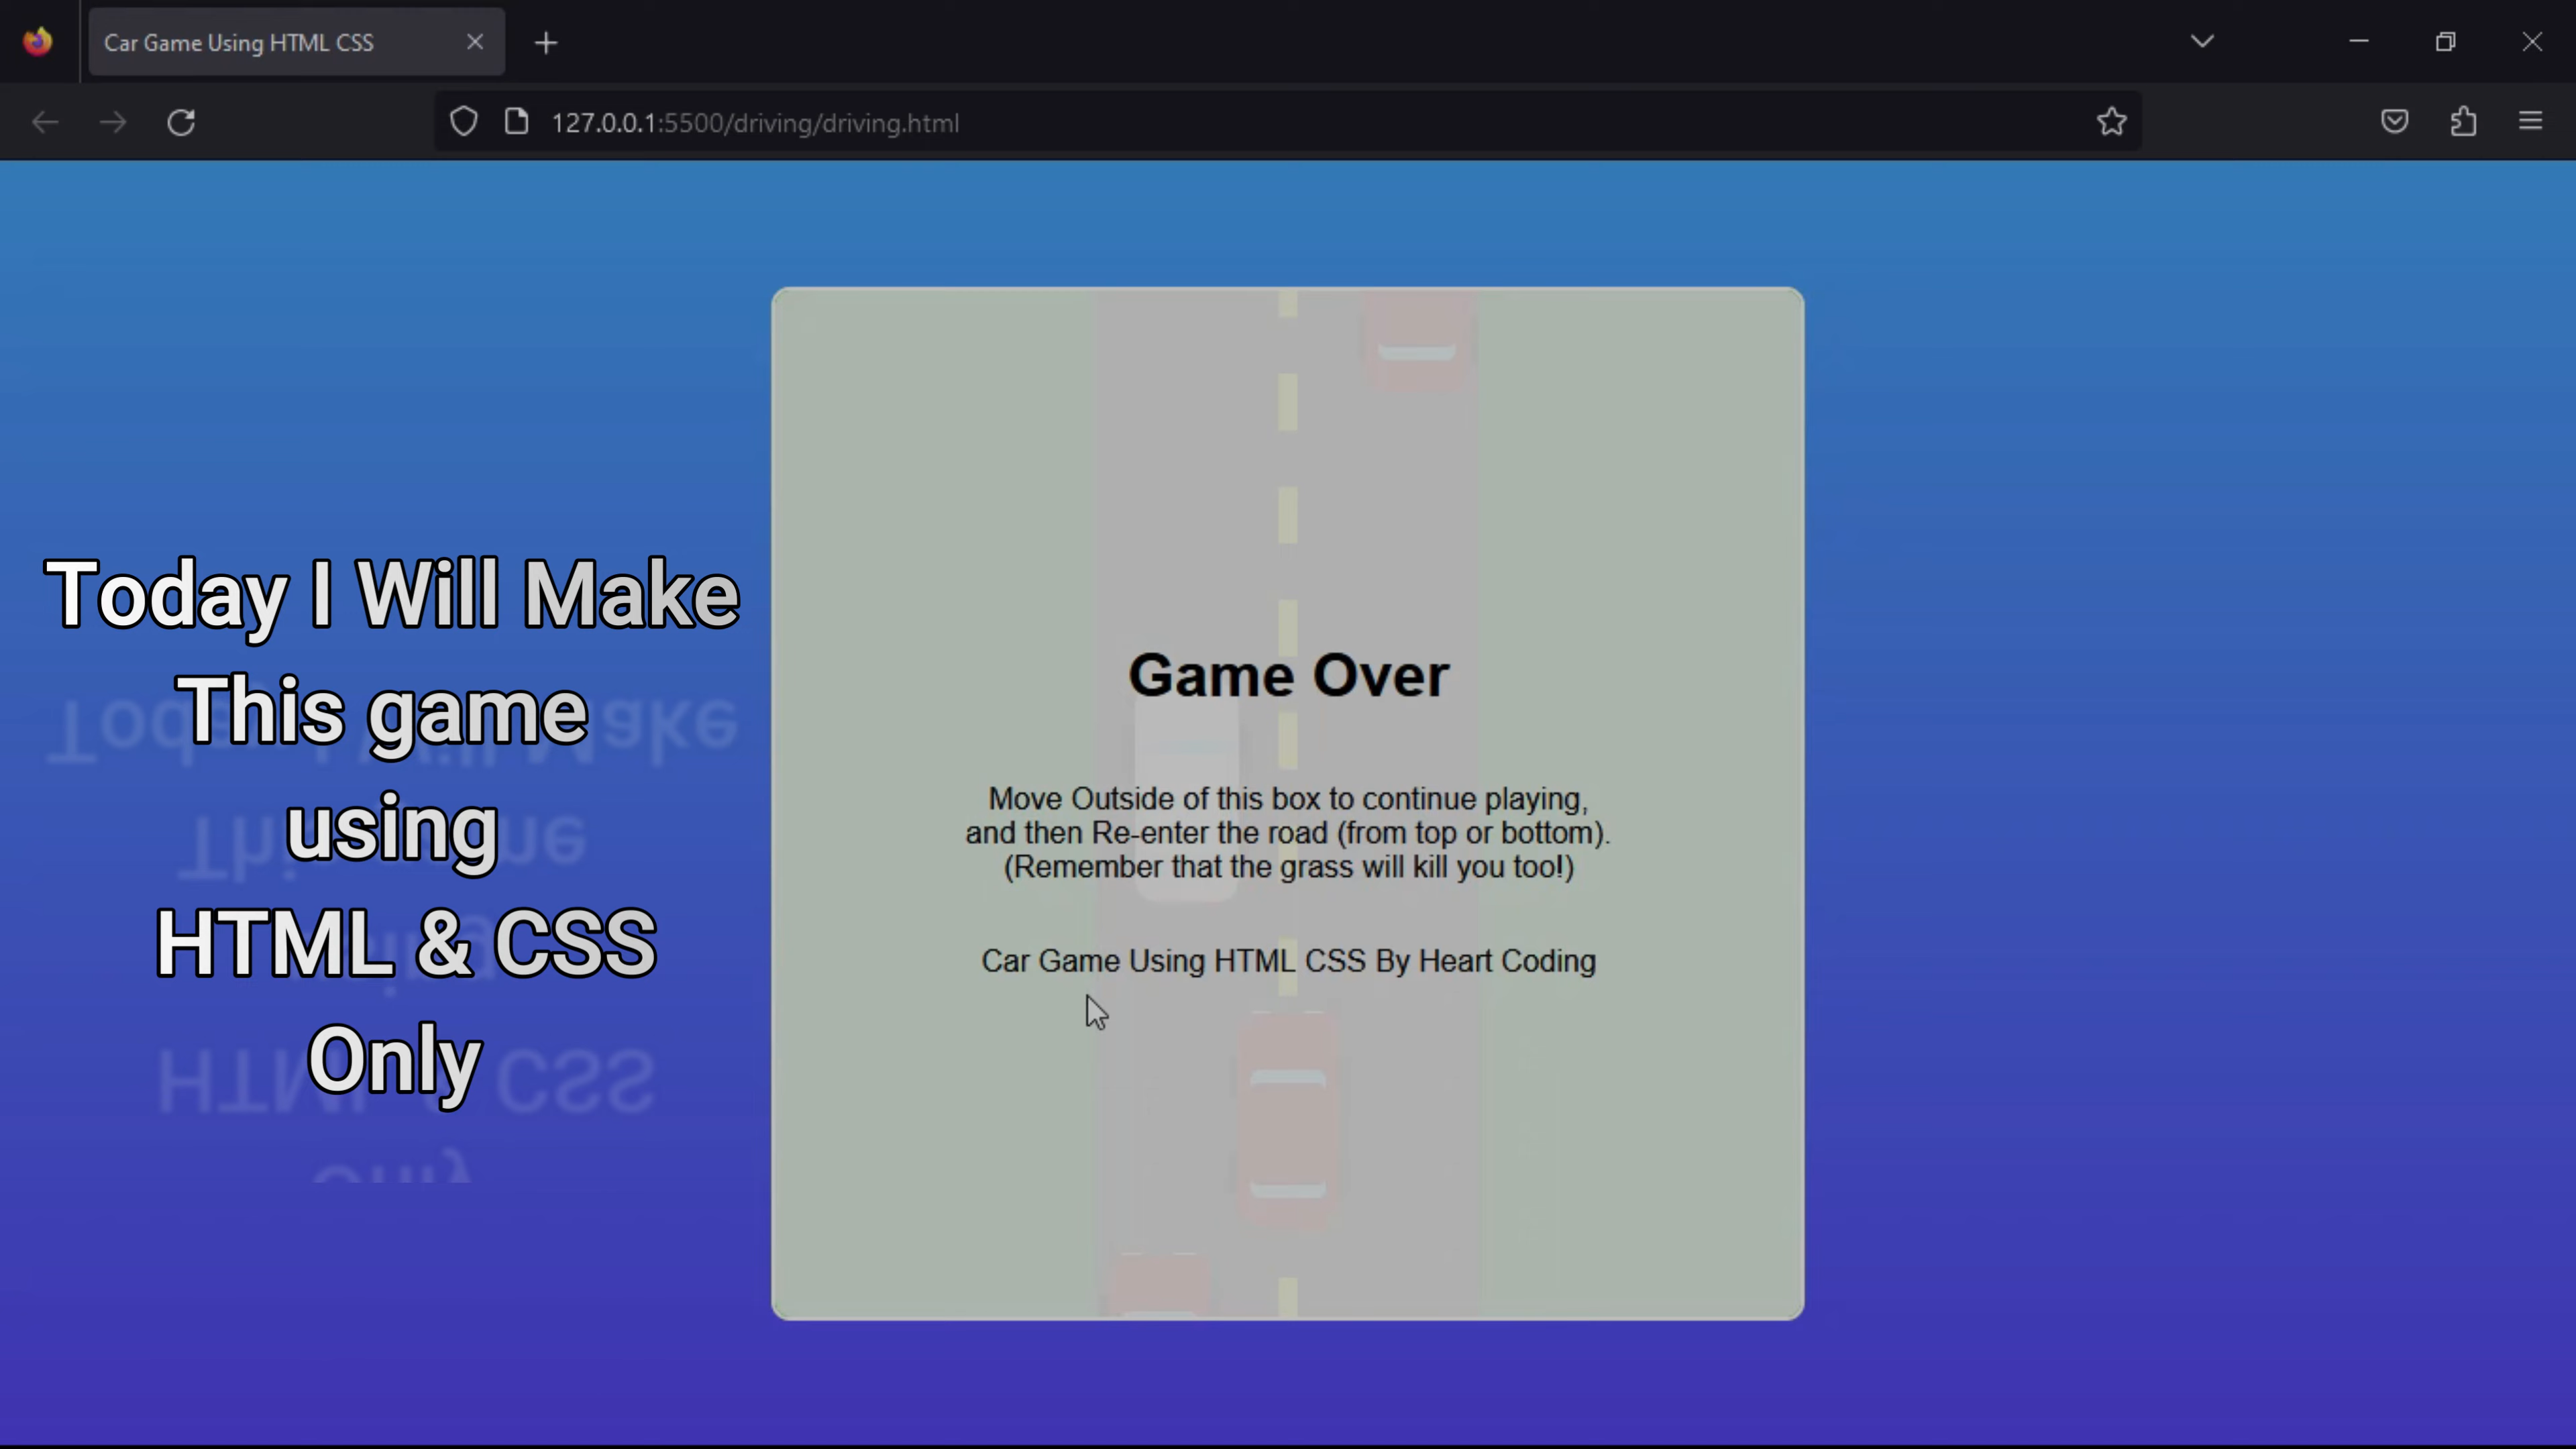 Car Game Using HTML CSS
127.0.0.1:5500/driving/driving.html
Today I Will Make
This game
using
HTML & CSS
Only
Game Over
Move Outside of this box to continue playing,
and then Re-enter the road (from top or bottom).
(Remember that the grass will kill you too!)
Car Game Using HTML CSS By Heart Coding